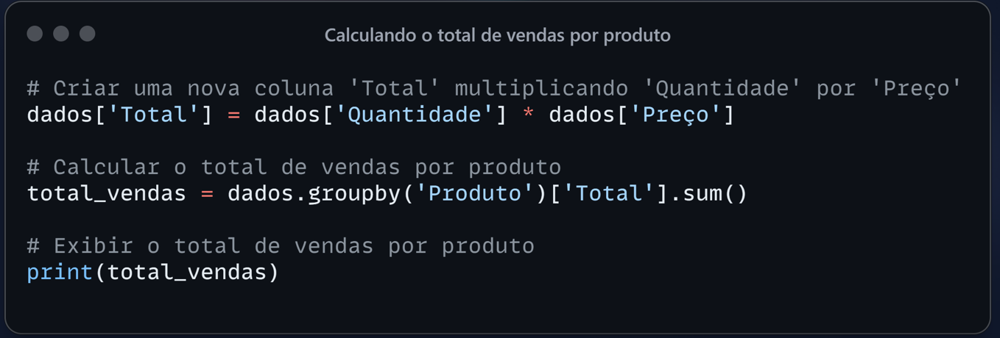 Calculando o total de vendas por produto
# Criar uma nova coluna 'Total' multiplicando 'Quantidade' por 'Preço'
dados['Total'] = dados['Quantidade'] * dados['Preço']
# Calcular o total de vendas por produto
total_vendas = dados.groupby('Produto')['Total'].sum()
# Exibir o total de vendas por produto
print(total_vendas)